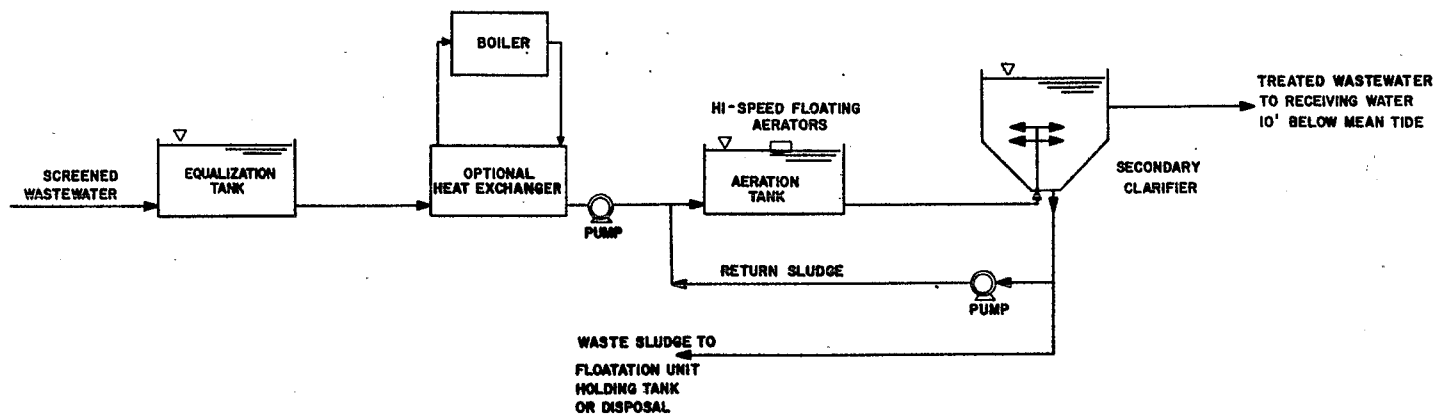 BOILER
HI-SPEED FLOATING
AERATORS
TREATED WASTEWATER
TO RECEIVING WATER
10' BELOW MEAN TIDE
SCREENED
WASTEWATER
EQUALIZATION
TANK
OPTIONAL
HEAT EXCHANGER
PUMP
AERATION
TANK
SECONDARY
CLARIFIER
RETURN SLUDGE
PUMP
WASTE SLUDGE TO
FLOATATION UNIT
HOLDING TANK
OR DISPOSAL